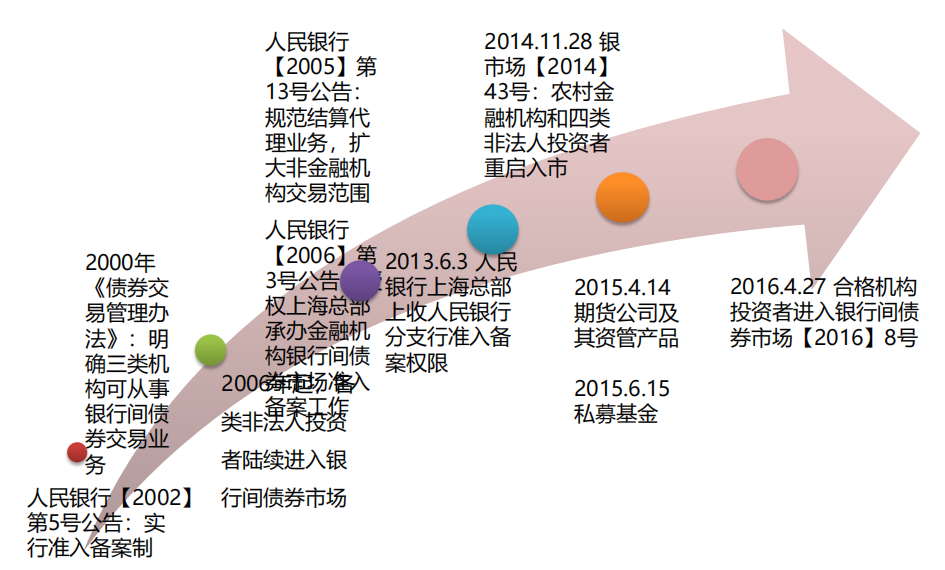 人民银行
【2005】第
13号公告：
规范结算代
理业务，扩
大非金融机
构交易范围
2014.11.28 银
市场【2014】
43号：农村金
融机构和四类
非法人投资者
重启入市
人民银行
【2006】第
3号公告
权上海总部
承办金融机
构银行间债
券市场准入
备案工作
2000年
《债券交
易管理办
法》：明
确三类机
构可从事
银行间债
券交易业
务
2013.6.3 人民
银行上海总部
上收人民银行
分支行准入备
案权限
2015.4.14
期货公司及
其资管产品
2015.6.15
私募基金
2016.4.27 合格机构
投资者进入银行间债
券市场【2016】8号
2006年起，各
类非法人投资
者陆续进入银
行间债券市场
人民银行【2002】
第5号公告：实
行准入备案制